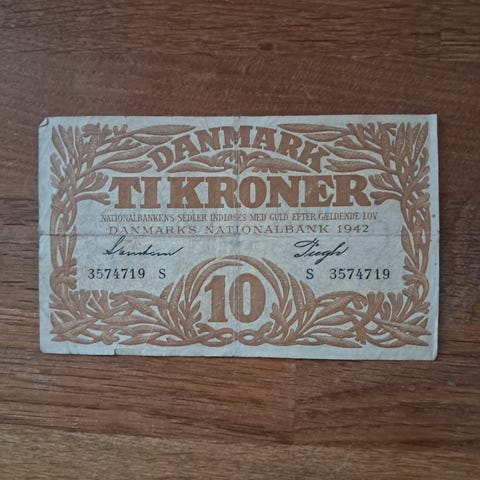 DANMARK
TI KRONER
NATIONALBANKENS SEDLER INDLØSES MED GULD EFTER GÆLDENDE LOV
DANMARKS NATIONALBANK 1942
3574719 S S 3574719
10